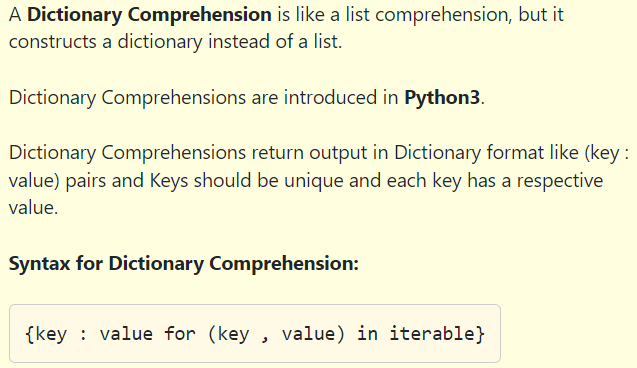 A Dictionary Comprehension is like a list comprehension, but it
constructs a dictionary instead of a list.
Dictionary Comprehensions are introduced in Python3.
Dictionary Comprehensions return output in Dictionary format like (key :
value) pairs and Keys should be unique and each key has a respective
value.
Syntax for Dictionary Comprehension:
{key : value for (key , value) in iterable}